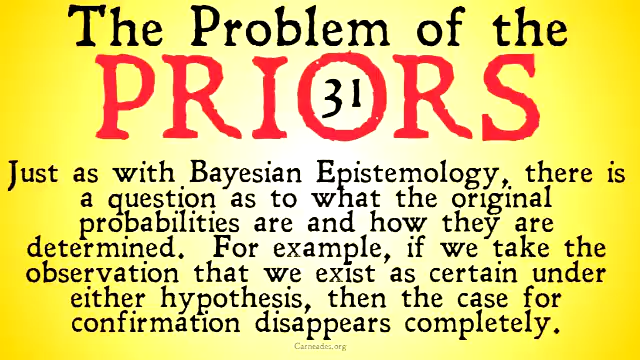 The Problem of the
PRIORS
31
Just as with Bayesian Epistemology, there is
a question as to what the original
probabilities are and how they are
determined. For example, if we take the
observation that we exist as certain under
either hypothesis, then the case for
confirmation disappears completely.
Carneades.org